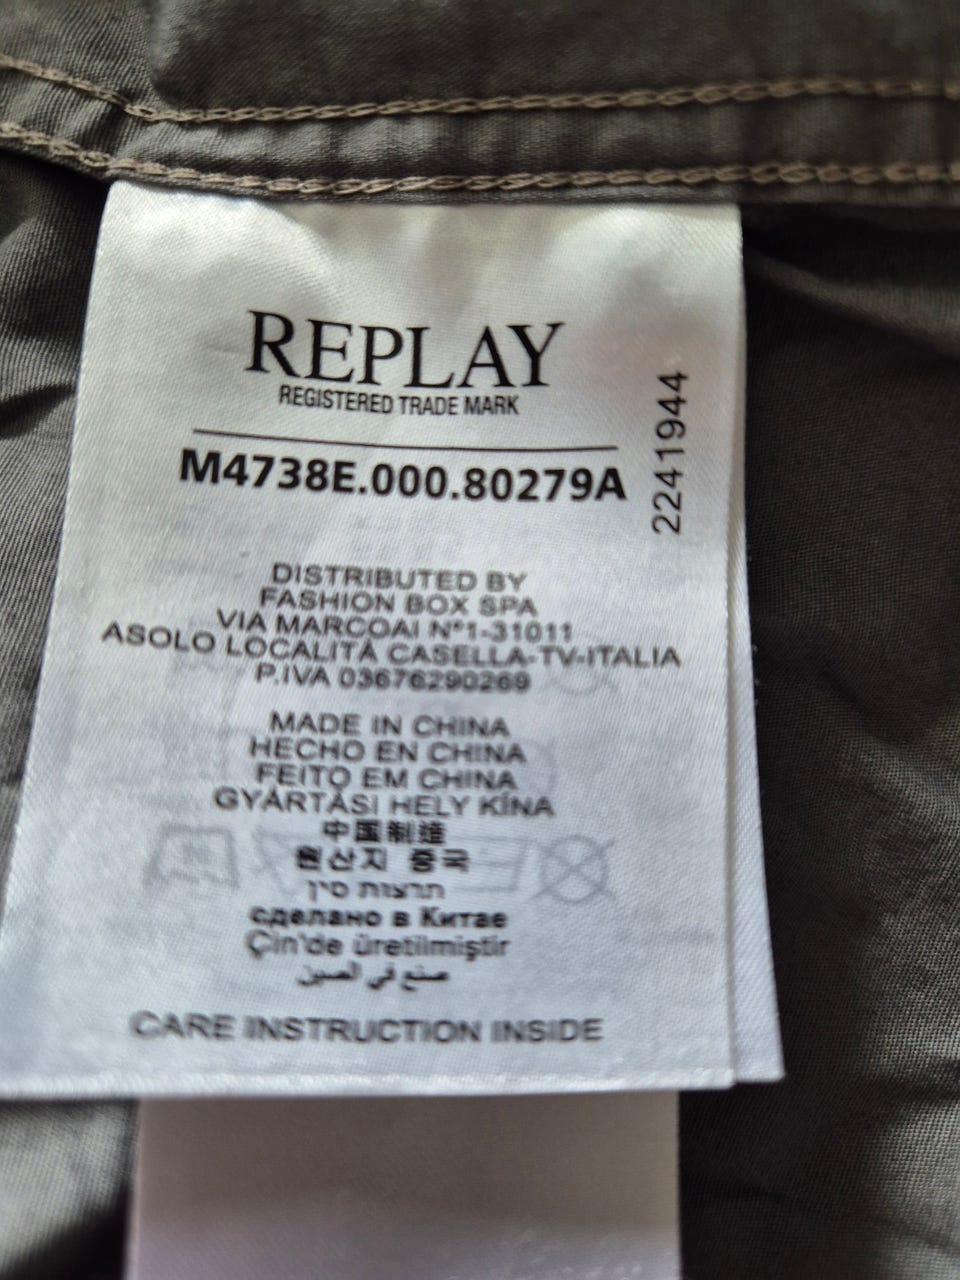 REPLAY
REGISTERED TRADE MARK
M4738E.000.80279A
2241944
DISTRIBUTED BY
FASHION BOX SPA
VIA MARCOAI N°1-31011
ASOLO LOCALITÀ CASELLA-TV-ITALIA
P.IVA 03676290269
MADE IN CHINA
HECHO EN CHINA
FEITO EM CHINA
GYÁRTÁSI HELY KÍNA
中国制造
원산지 중국
תרצות סין
сделано в Китае
Çin'de üretilmiştir
صنع في الصين
CARE INSTRUCTION INSIDE